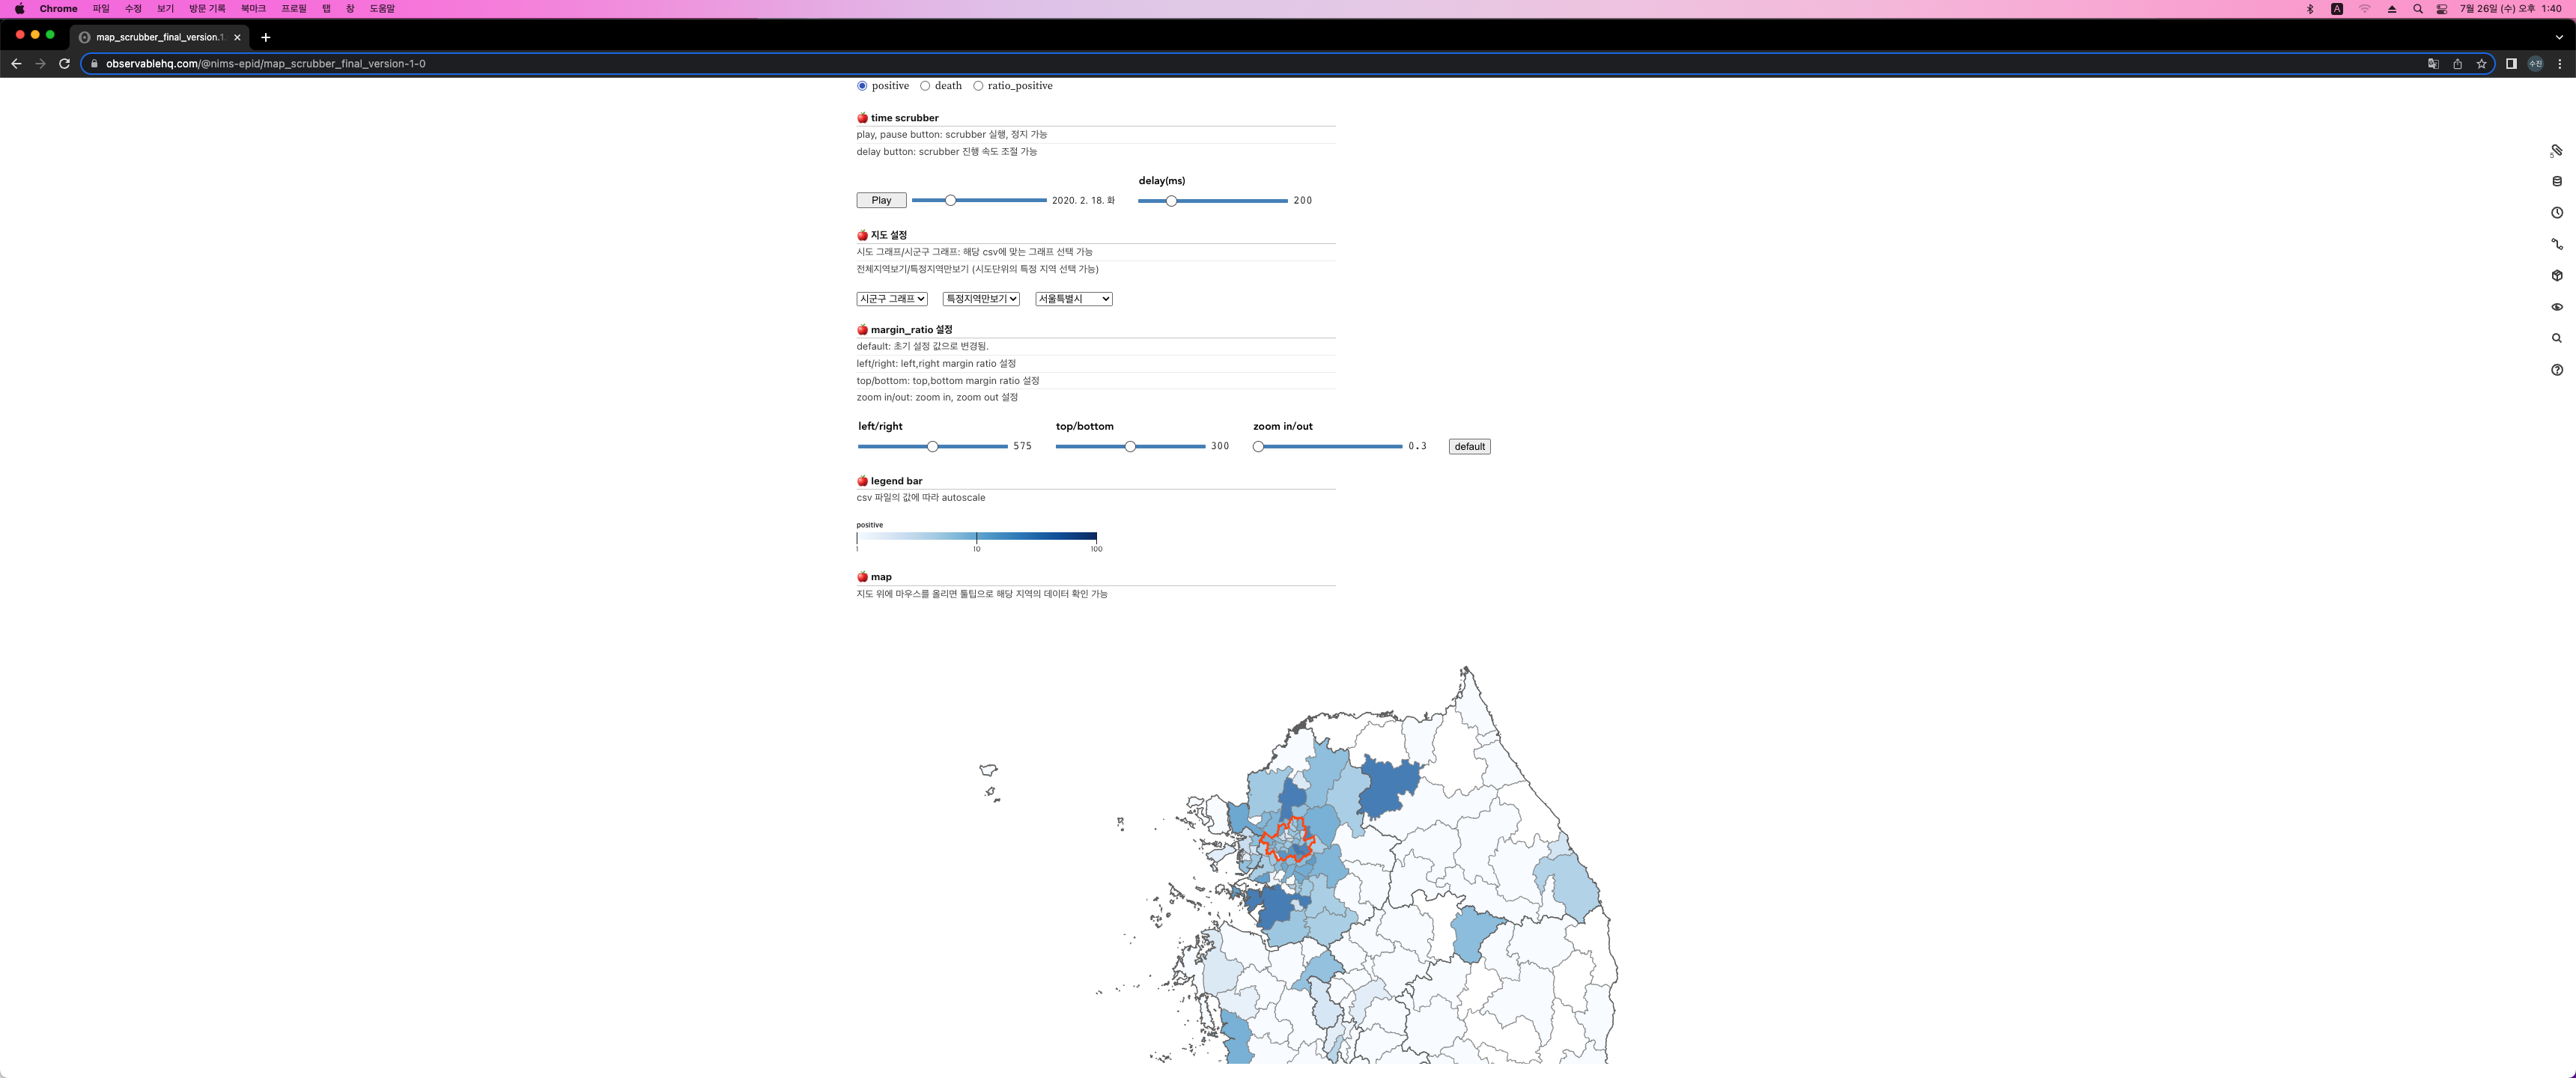 Chrome 파일 수정 보기 방문 기록 북마크 프로필 탭 창 도움말 A 7월 26일 (수) 오후 1:40
map_scrubber_final_version.1
observablehq.com/@nims-epid/map_scrubber_final_version-1-0 수진
positive death ratio_positive
time scrubber
play, pause button: scrubber 실행, 정지 가능
delay button: scrubber 진행 속도 조절 가능
5
delay(ms)
Play 2020. 2. 18. 화 200
지도 설정
시도 그래프/시군구 그래프: 해당 csv에 맞는 그래프 선택 가능
전체지역보기/특정지역만보기 (시도단위의 특정 지역 선택 가능)
시군구 그래프 특정지역만보기 서울특별시
margin_ratio 설정
default: 초기 설정 값으로 변경됨.
left/right: left,right margin ratio 설정
top/bottom: top,bottom margin ratio 설정
zoom in/out: zoom in, zoom out 설정
left/right top/bottom zoom in/out
575 300 0.3 default
legend bar
csv 파일의 값에 따라 autoscale
positive
1 10 100
map
지도 위에 마우스를 올리면 툴팁으로 해당 지역의 데이터 확인 가능